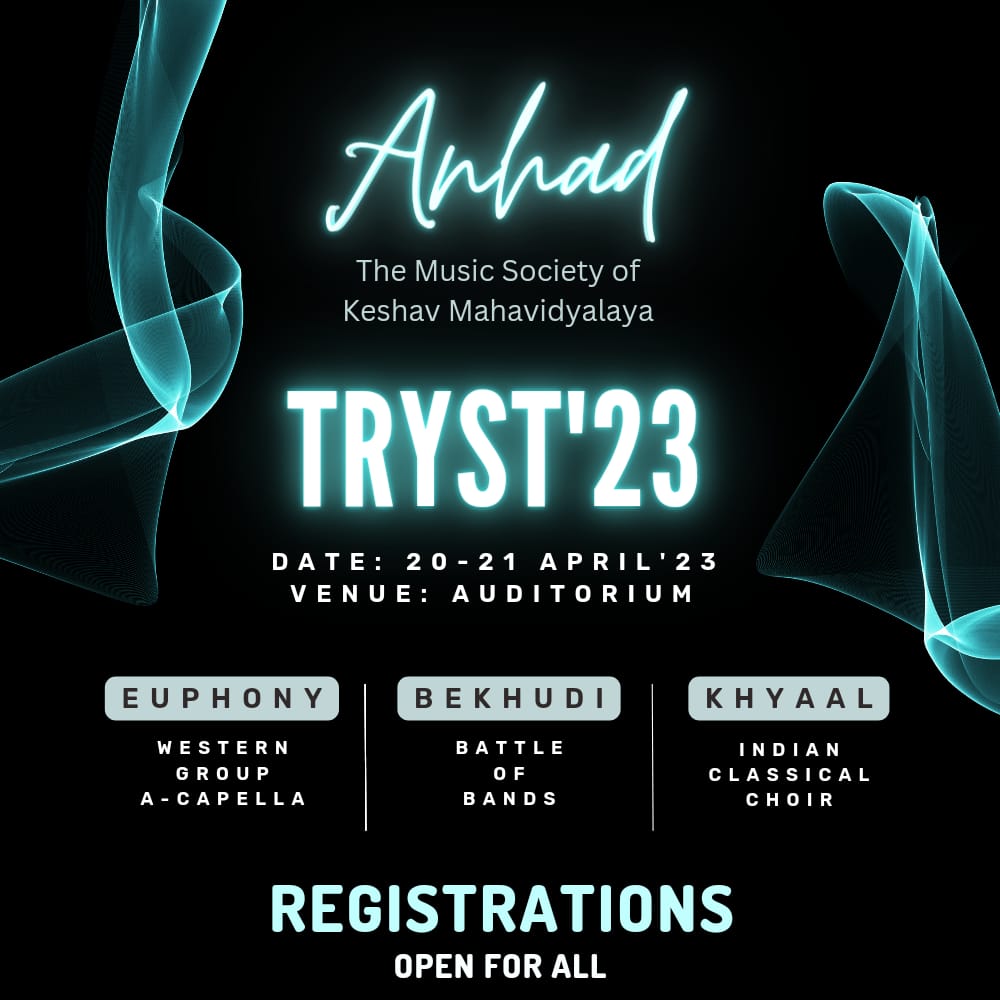 Anhad
The Music Society of
Keshav Mahavidyalaya
TRYST'23
DATE: 20-21 APRIL'23
VENUE: AUDITORIUM
EUPHONY
WESTERN
GROUP
A-CAPELLA
BEKHUDI
BATTLE
OF
BANDS
KHYAAL
INDIAN
CLASSICAL
CHOIR
REGISTRATIONS
OPEN FOR ALL